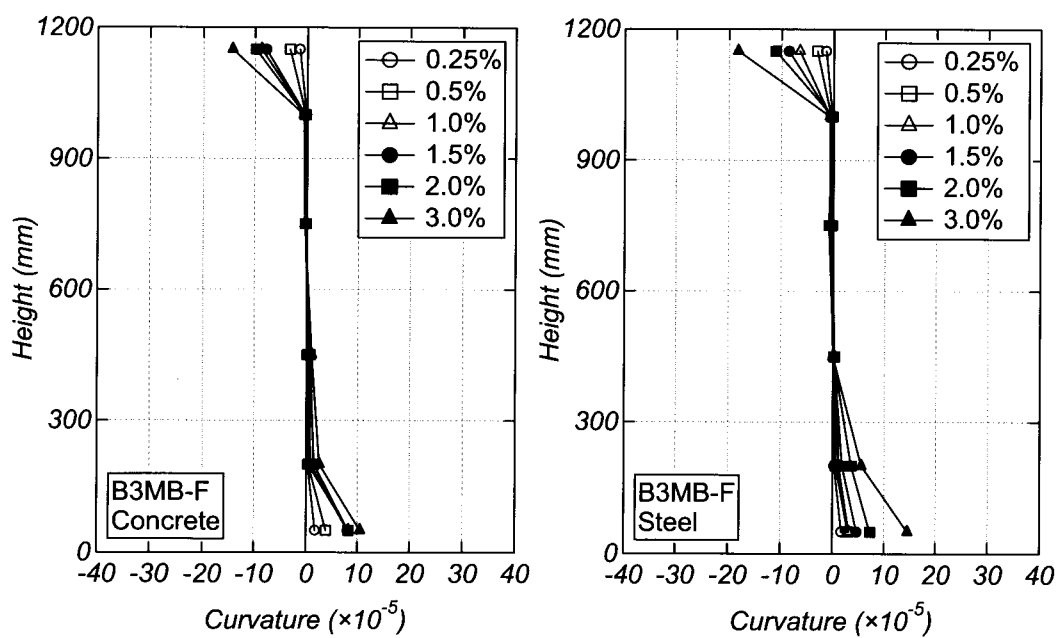 1200
900
600
300
0
Height (mm)
-40 -30 -20 -10 0 10 20 30 40
Curvature (×10⁻⁵)
0.25%
0.5%
1.0%
1.5%
2.0%
3.0%
B3MB-F
Concrete
1200
900
600
300
0
Height (mm)
-40 -30 -20 -10 0 10 20 30 40
Curvature (×10⁻⁵)
0.25%
0.5%
1.0%
1.5%
2.0%
3.0%
B3MB-F
Steel